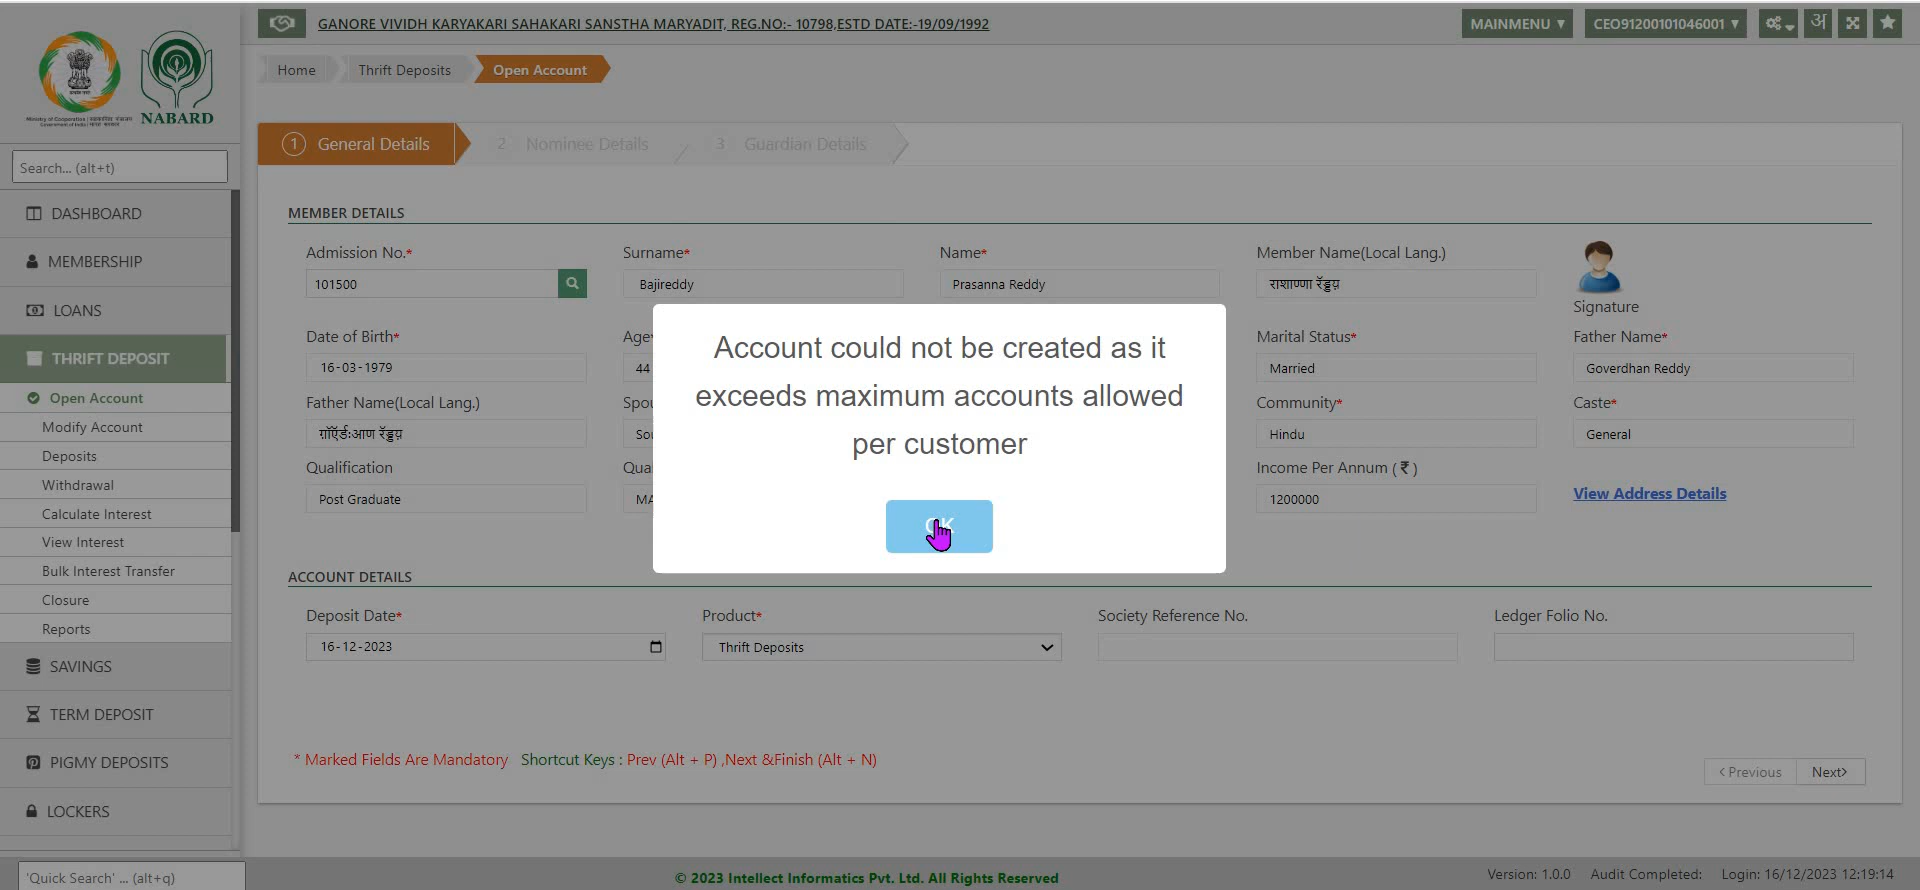 GANORE VIVIDH KARYAKARI SAHAKARI SANSTHA MARYADIT, REG.NO:- 10798,ESTD DATE:-19/09/1992
MAINMENU ▾ CEO91200101046001 ▾ अ
NABARD
Home Thrift Deposits Open Account
1 General Details 2 Nominee Details 3 Guardian Details
Search... (alt+t)
DASHBOARD
MEMBERSHIP
LOANS
THRIFT DEPOSIT
Open Account
Modify Account
Deposits
Withdrawal
Calculate Interest
View Interest
Bulk Interest Transfer
Closure
Reports
SAVINGS
TERM DEPOSIT
PIGMY DEPOSITS
LOCKERS
'Quick Search' ... (alt+q)
MEMBER DETAILS
Admission No.* Surname* Name* Member Name(Local Lang.)
101500 Bajireddy Prasanna Reddy
Signature
Date of Birth* Age Marital Status* Father Name*
16-03-1979 44 Married Goverdhan Reddy
Father Name(Local Lang.) Community* Caste*
Hindu General
Qualification Income Per Annum (₹)
Post Graduate 1200000 View Address Details
Account could not be created as it
exceeds maximum accounts allowed
per customer
OK
ACCOUNT DETAILS
Deposit Date* Product* Society Reference No. Ledger Folio No.
16-12-2023 Thrift Deposits
* Marked Fields Are Mandatory Shortcut Keys : Prev (Alt + P) ,Next &Finish (Alt + N)
< Previous Next>
© 2023 Intellect Informatics Pvt. Ltd. All Rights Reserved
Version: 1.0.0 Audit Completed: Login: 16/12/2023 12:19:14